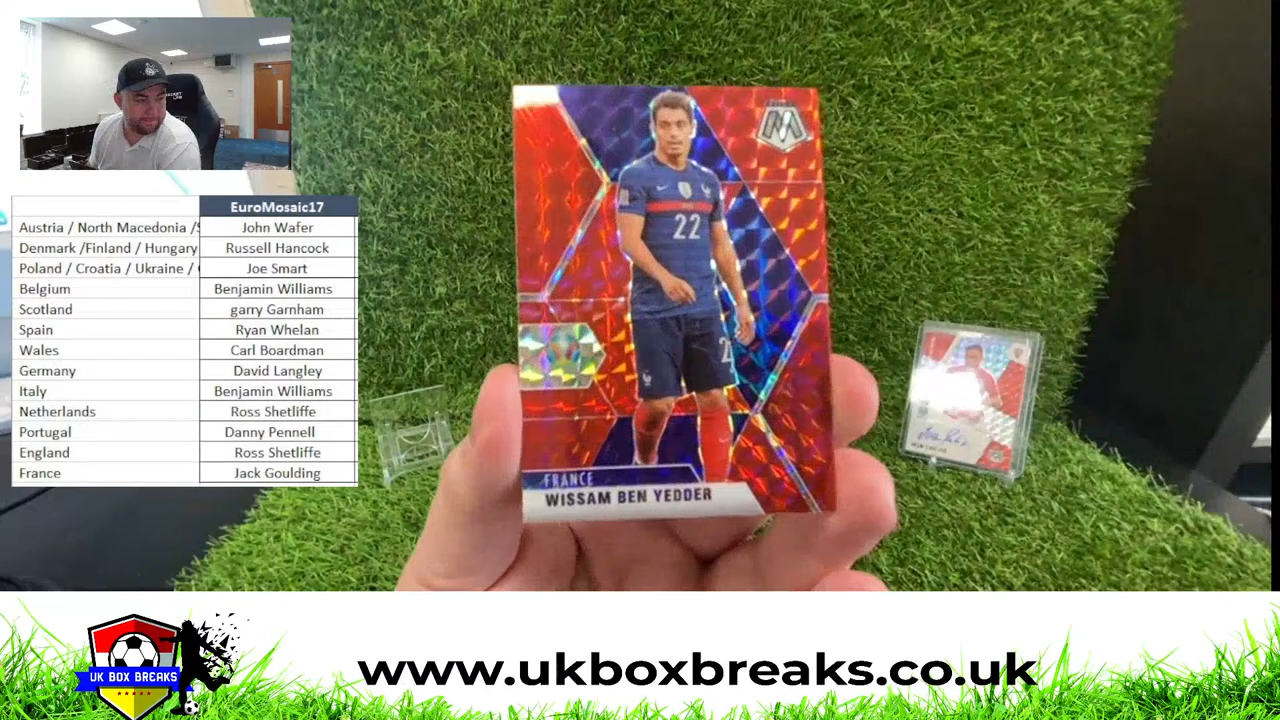 EuroMosaic17
Austria / North Macedonia / John Wafer
Denmark /Finland / Hungary Russell Hancock
Poland / Croatia / Ukraine / Joe Smart
Belgium Benjamin Williams
Scotland garry Garnham
Spain Ryan Whelan
Wales Carl Boardman
Germany David Langley
Italy Benjamin Williams
Netherlands Ross Shetliffe
Portugal Danny Pennell
England Ross Shetliffe
France Jack Goulding
M
22
FRANCE
WISSAM BEN YEDDER
UK BOX BREAKS
www.ukboxbreaks.co.uk